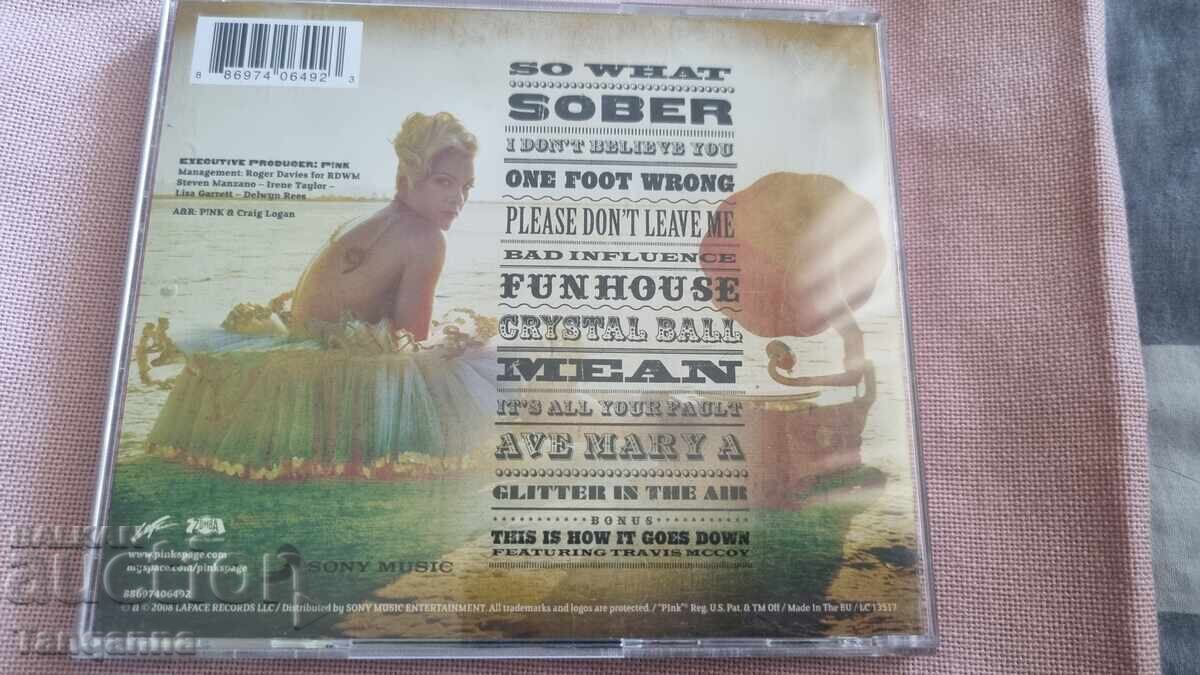 8 86974 06492 3
EXECUTIVE PRODUCER: P!NK
Management: Roger Davies for RDWM
Steven Manzano – Irene Taylor –
Lisa Garrett – Delwyn Rees
A&R: P!NK & Craig Logan
SO WHAT
SOBER
I DON'T BELIEVE YOU
ONE FOOT WRONG
PLEASE DON'T LEAVE ME
BAD INFLUENCE
FUNHOUSE
CRYSTAL BALL
MEAN
IT'S ALL YOUR FAULT
AVE MARY A
GLITTER IN THE AIR
BONUS
THIS IS HOW IT GOES DOWN
FEATURING TRAVIS MCCOY
ZOMBA
www.pinkspage.com
myspace.com/pinkspage
SONY MUSIC
88697406492
℗ © 2008 LAFACE RECORDS LLC / Distributed by SONY MUSIC ENTERTAINMENT. All trademarks and logos are protected. / "P!nk"® Reg. U.S. Pat. & TM Off / Made In The EU / LC 13517
auction
Tanganna